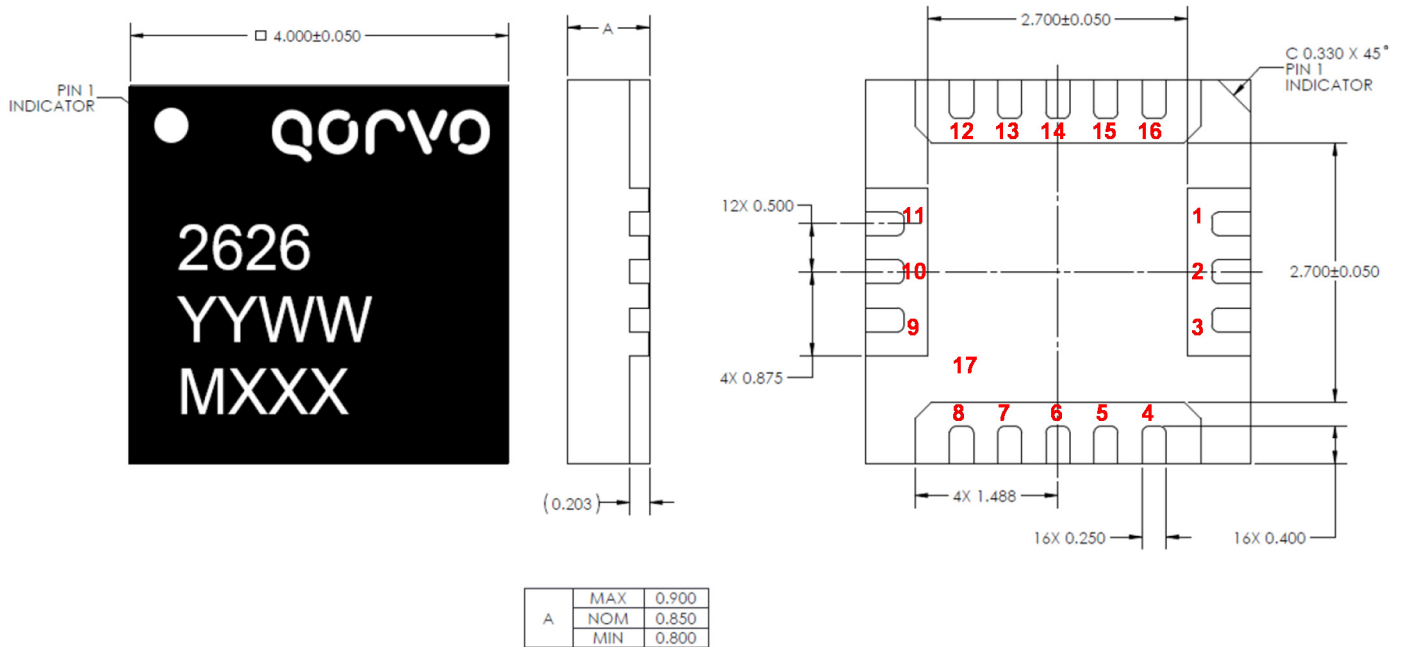 □ 4.000±0.050
A
2.700±0.050
C 0.330 X 45°
PIN 1
INDICATOR
PIN 1
INDICATOR
QORVO
2626
YYWW
MXXX
12 13 14 15 16
12X 0.500
11
1
10
2
2.700±0.050
9
3
4X 0.875
17
8 7 6 5 4
(0.203)
4X 1.488
16X 0.250
16X 0.400
A
MAX 0.900
NOM 0.850
MIN 0.800